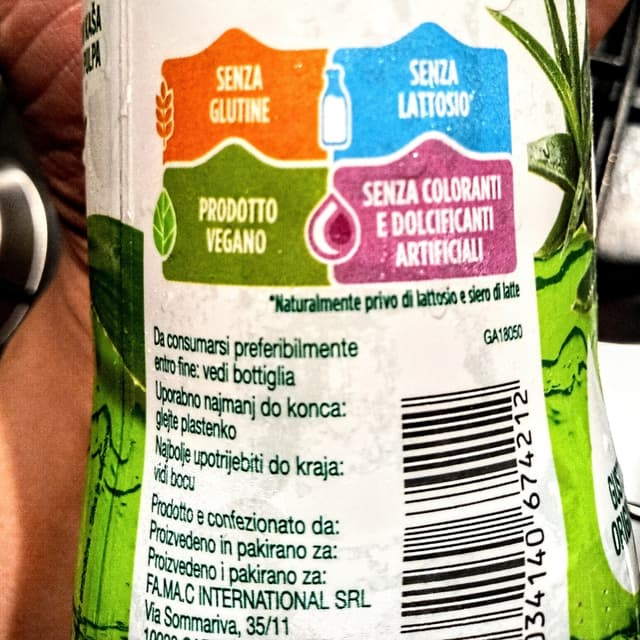 KAŠA
SENZA
GLUTINE
SENZA
LATTOSIO*
PRODOTTO
VEGANO
SENZA COLORANTI
E DOLCIFICANTI
ARTIFICIALI
*Naturalmente privo di lattosio e siero di latte
GA18050
Da consumarsi preferibilmente
entro fine: vedi bottiglia
Uporabno najmanj do konca:
glejte plastenko
Najbolje upotrijebiti do kraja:
vidi bocu
Prodotto e confezionato da:
Proizvedeno in pakirano za:
Proizvedeno i pakirano za:
FA.MA.C INTERNATIONAL SRL
Via Sommariva, 35/11
034140 674212